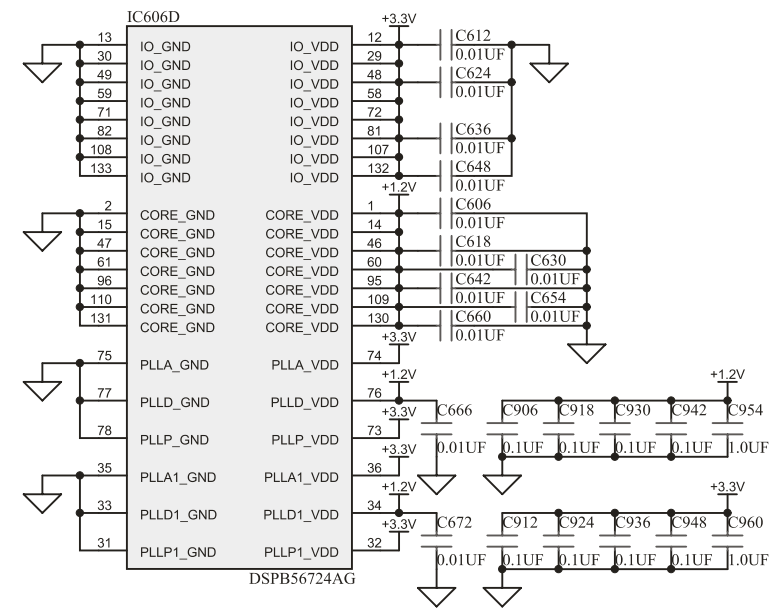 IC606D
+3.3V
13 IO_GND IO_VDD 12 C612
0.01UF
30 IO_GND IO_VDD 29
49 IO_GND IO_VDD 48 C624
0.01UF
59 IO_GND IO_VDD 58
71 IO_GND IO_VDD 72
82 IO_GND IO_VDD 81 C636
0.01UF
108 IO_GND IO_VDD 107
133 IO_GND IO_VDD 132 C648
0.01UF
+1.2V
2 CORE_GND CORE_VDD 1 C606
0.01UF
15 CORE_GND CORE_VDD 14
47 CORE_GND CORE_VDD 46 C618
0.01UF
61 CORE_GND CORE_VDD 60 C630
0.01UF
96 CORE_GND CORE_VDD 95 C642
0.01UF
110 CORE_GND CORE_VDD 109 C654
0.01UF
131 CORE_GND CORE_VDD 130 C660
0.01UF
+3.3V
75 PLLA_GND PLLA_VDD 74
+1.2V +1.2V
77 PLLD_GND PLLD_VDD 76
C666 C906 C918 C930 C942 C954
+3.3V
78 PLLP_GND PLLP_VDD 73
0.01UF 0.1UF 0.1UF 0.1UF 0.1UF 1.0UF
+3.3V
35 PLLA1_GND PLLA1_VDD 36
+1.2V +3.3V
33 PLLD1_GND PLLD1_VDD 34
C672 C912 C924 C936 C948 C960
+3.3V
31 PLLP1_GND PLLP1_VDD 32
0.01UF 0.1UF 0.1UF 0.1UF 0.1UF 1.0UF
DSPB56724AG